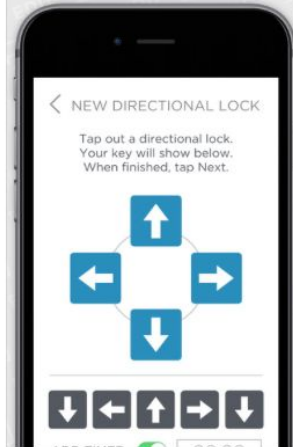 NEW DIRECTIONAL LOCK
Tap out a directional lock.
Your key will show below.
When finished, tap Next.